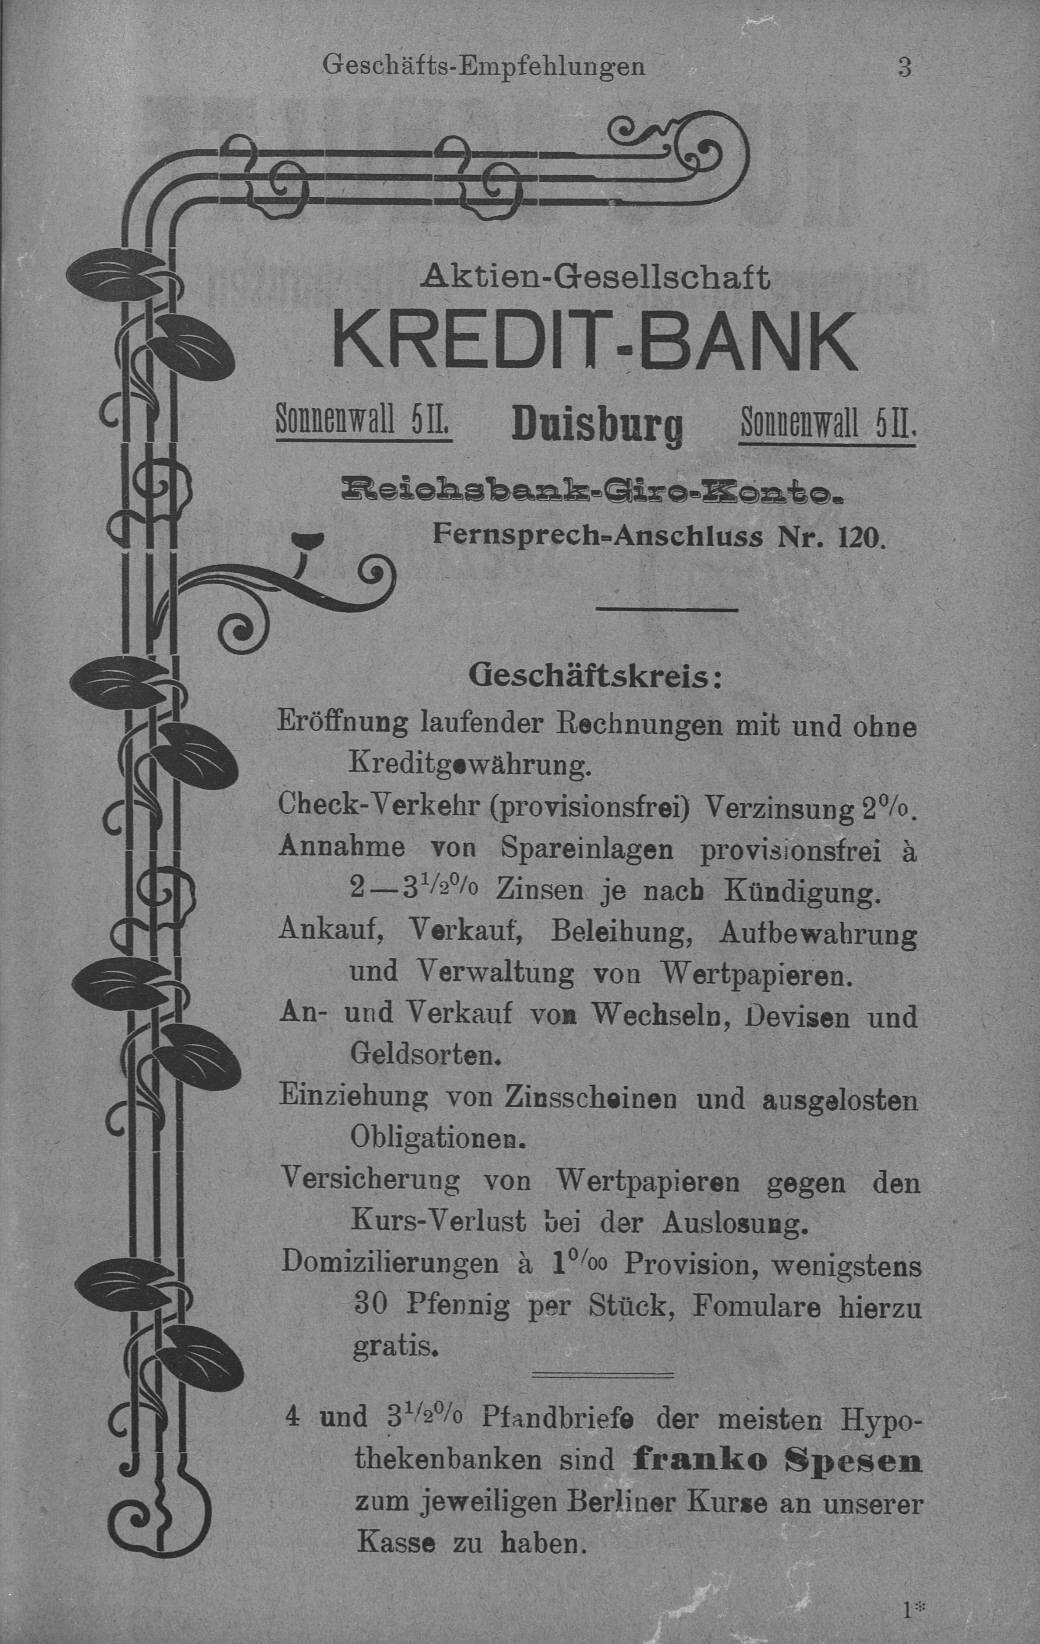 Geschäfts-Empfehlungen 3
Aktien-Gesellschaft
KREDIT-BANK
Sonnenwall 5 II. Duisburg Sonnenwall 5 II.
Reichsbank-Giro-Konto.
Fernsprech-Anschluss Nr. 120.
Geschäftskreis:
Eröffnung laufender Rechnungen mit und ohne
Kreditgewährung.
Check-Verkehr (provisionsfrei) Verzinsung 2%.
Annahme von Spareinlagen provisionsfrei à
2—3½% Zinsen je nach Kündigung.
Ankauf, Verkauf, Beleihung, Aufbewahrung
und Verwaltung von Wertpapieren.
An- und Verkauf von Wechseln, Devisen und
Geldsorten.
Einziehung von Zinsscheinen und ausgelosten
Obligationen.
Versicherung von Wertpapieren gegen den
Kurs-Verlust bei der Auslosung.
Domizilierungen à 1‰ Provision, wenigstens
30 Pfennig per Stück, Fomulare hierzu
gratis.
4 und 3½% Pfandbriefe der meisten Hypo-
thekenbanken sind franko Spesen
zum jeweiligen Berliner Kurse an unserer
Kasse zu haben.
1*